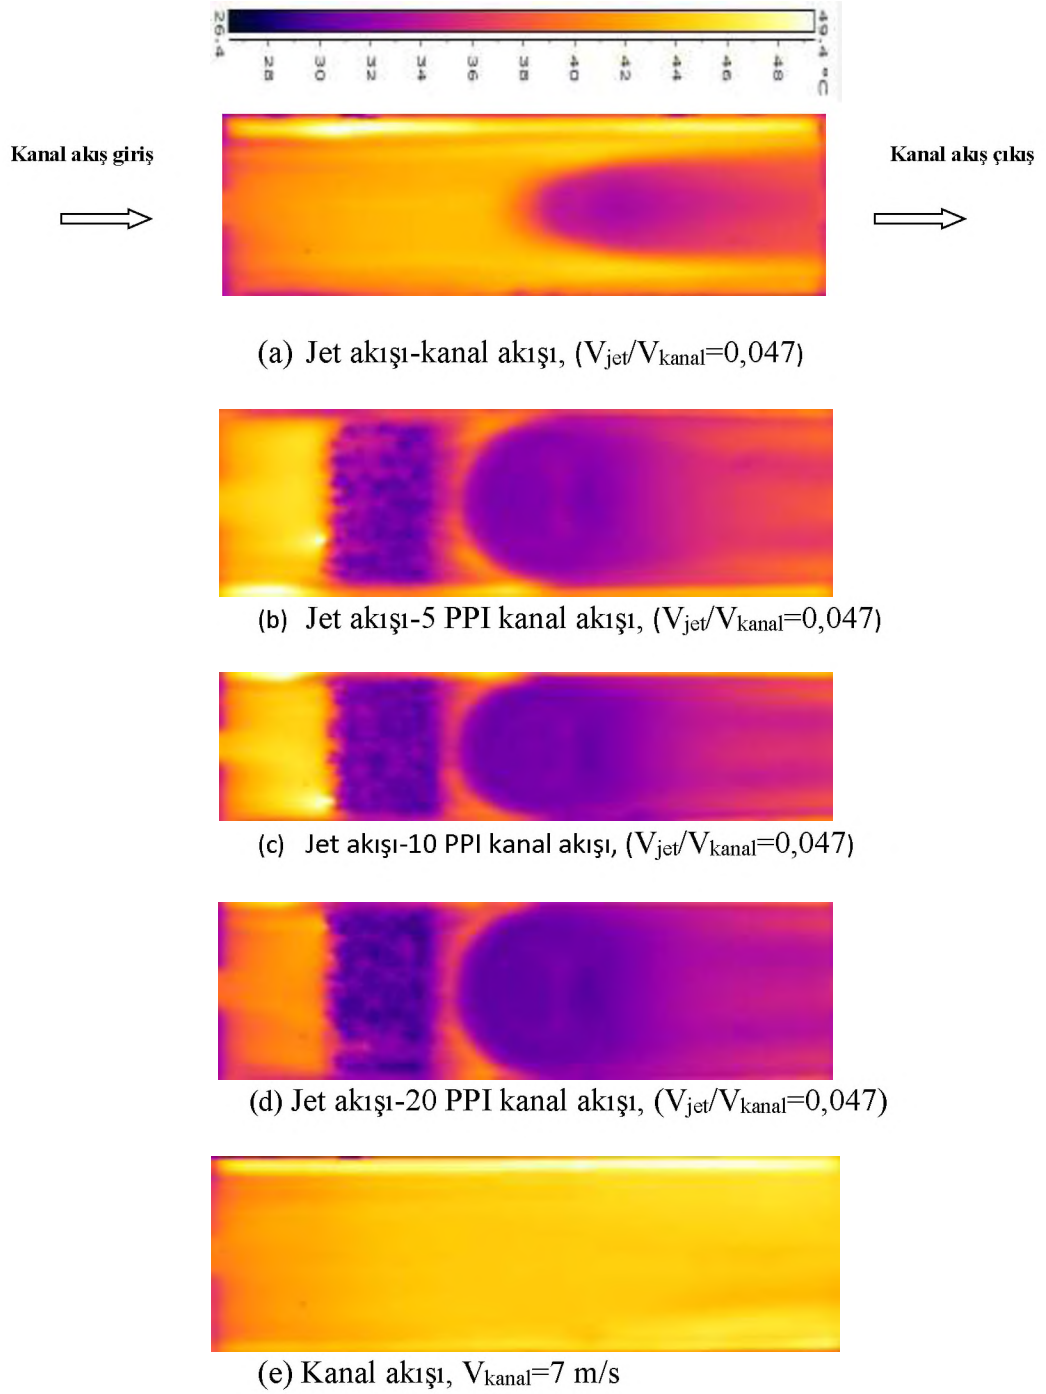 26.4 28 30 32 34 36 38 40 42 44 46 48 49.4 °C
Kanal akış giriş
Kanal akış çıkış
(a) Jet akışı-kanal akışı, (Vjet/Vkanal=0,047)
(b) Jet akışı-5 PPI kanal akışı, (Vjet/Vkanal=0,047)
(c) Jet akışı-10 PPI kanal akışı, (Vjet/Vkanal=0,047)
(d) Jet akışı-20 PPI kanal akışı, (Vjet/Vkanal=0,047)
(e) Kanal akışı, Vkanal=7 m/s